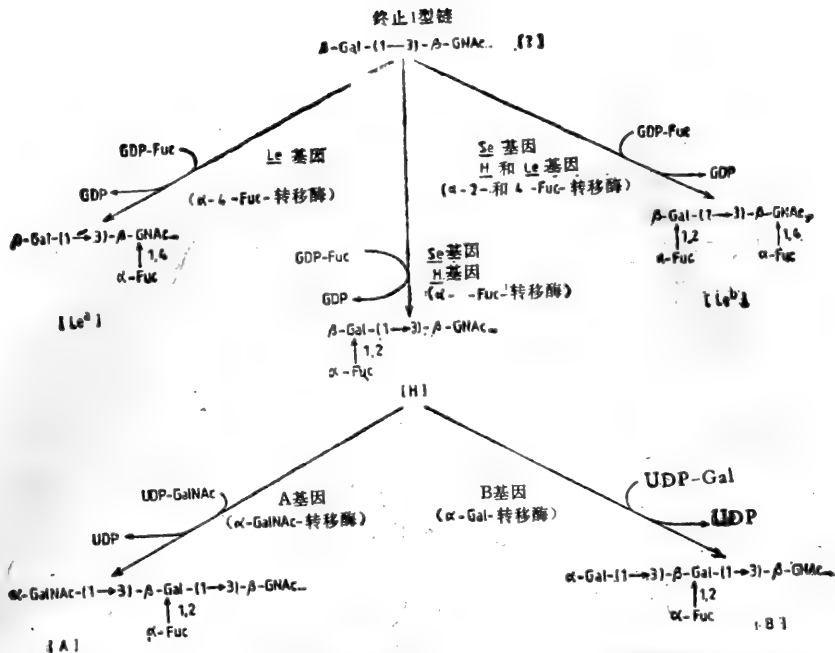 终止1型链
β-Gal-(1—3)-β-GNAc.. [?]
GDP-Fuc
GDP
Le 基因
(α-4-Fuc-转移酶)
Se 基因
H 和 Le 基因
(α-2-和 4-Fuc-转移酶)
GDP-Fuc
GDP
β-Gal-(1→3)-β-GNAc
1,4
α-Fuc
[Leᵃ]
GDP-Fuc
GDP
Se基因
H基因
(α- -Fuc-转移酶)
β-Gal-(1→3)-β-GNAc
1,2
α-Fuc
1,4
α-Fuc
[Leᵇ]
β-Gal-(1→3)-β-GNAc
1,2
α-Fuc
[H]
UDP-GalNAc
UDP
A基因
(α-GalNAc-转移酶)
B基因
(α-Gal-转移酶)
UDP-Gal
UDP
α-GalNAc-(1→3)-β-Gal-(1→3)-β-GNAc..
1,2
α-Fuc
[A]
α-Gal-(1→3)-β-Gal-(1→3)-β-GNAc
1,2
α-Fuc
[B]